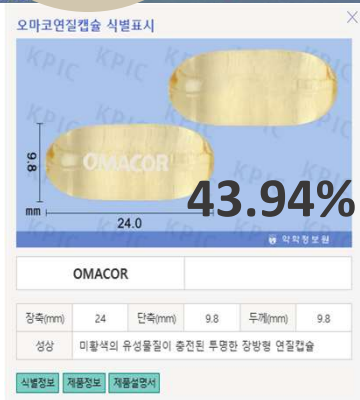 오마코연질캡슐 식별표시
KPIC
OMACOR
9.8
mm
24.0
43.94%
약학정보원
OMACOR
장축(mm) 24 단축(mm) 9.8 두께(mm) 9.8
성상 미황색의 유성물질이 충전된 투명한 장방형 연질캡슐
식별정보 제품정보 제품설명서